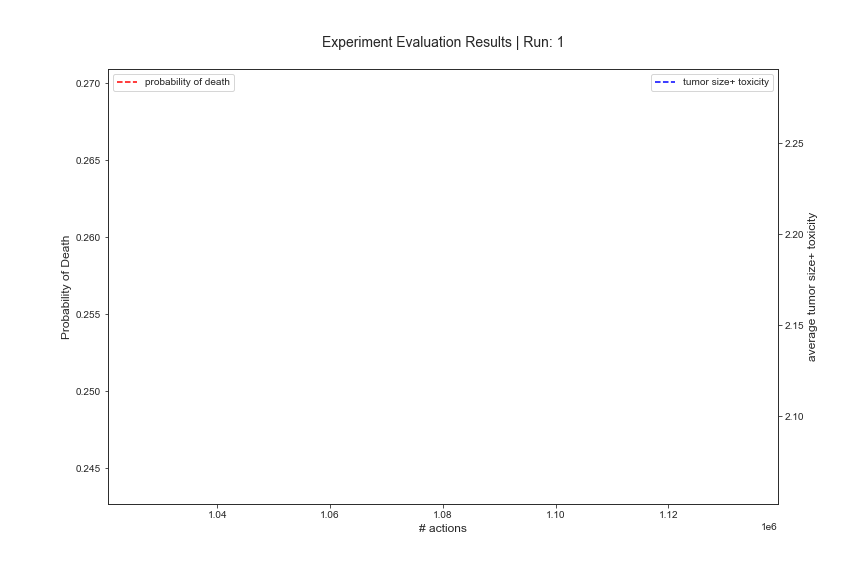 Experiment Evaluation Results | Run: 1
probability of death
tumor size+ toxicity
0.270
0.265
0.260
0.255
0.250
0.245
Probability of Death
2.25
2.20
2.15
2.10
average tumor size+ toxicity
1.04
1.06
1.08
1.10
1.12
1e6
# actions